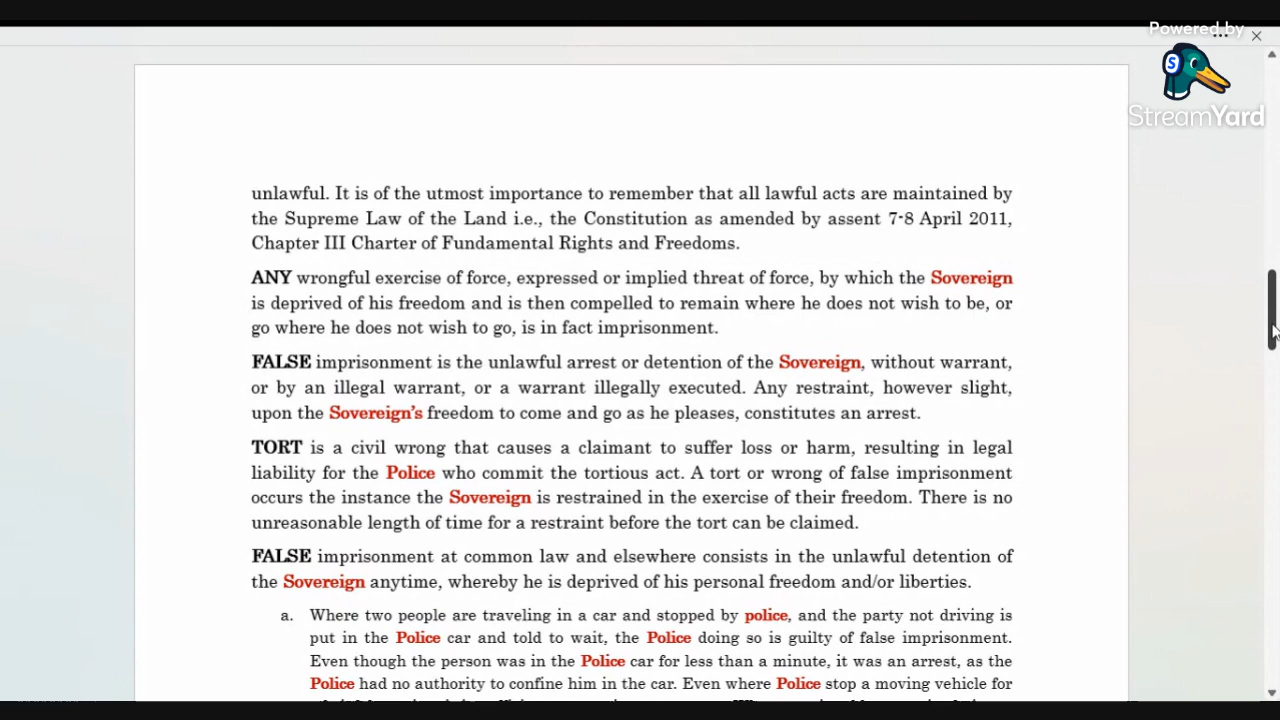 Powered by
StreamYard
unlawful. It is of the utmost importance to remember that all lawful acts are maintained by
the Supreme Law of the Land i.e., the Constitution as amended by assent 7-8 April 2011,
Chapter III Charter of Fundamental Rights and Freedoms.
ANY wrongful exercise of force, expressed or implied threat of force, by which the Sovereign
is deprived of his freedom and is then compelled to remain where he does not wish to be, or
go where he does not wish to go, is in fact imprisonment.
FALSE imprisonment is the unlawful arrest or detention of the Sovereign, without warrant,
or by an illegal warrant, or a warrant illegally executed. Any restraint, however slight,
upon the Sovereign's freedom to come and go as he pleases, constitutes an arrest.
TORT is a civil wrong that causes a claimant to suffer loss or harm, resulting in legal
liability for the Police who commit the tortious act. A tort or wrong of false imprisonment
occurs the instance the Sovereign is restrained in the exercise of their freedom. There is no
unreasonable length of time for a restraint before the tort can be claimed.
FALSE imprisonment at common law and elsewhere consists in the unlawful detention of
the Sovereign anytime, whereby he is deprived of his personal freedom and/or liberties.
a. Where two people are traveling in a car and stopped by police, and the party not driving is
put in the Police car and told to wait, the Police doing so is guilty of false imprisonment.
Even though the person was in the Police car for less than a minute, it was an arrest, as the
Police had no authority to confine him in the car. Even where Police stop a moving vehicle for